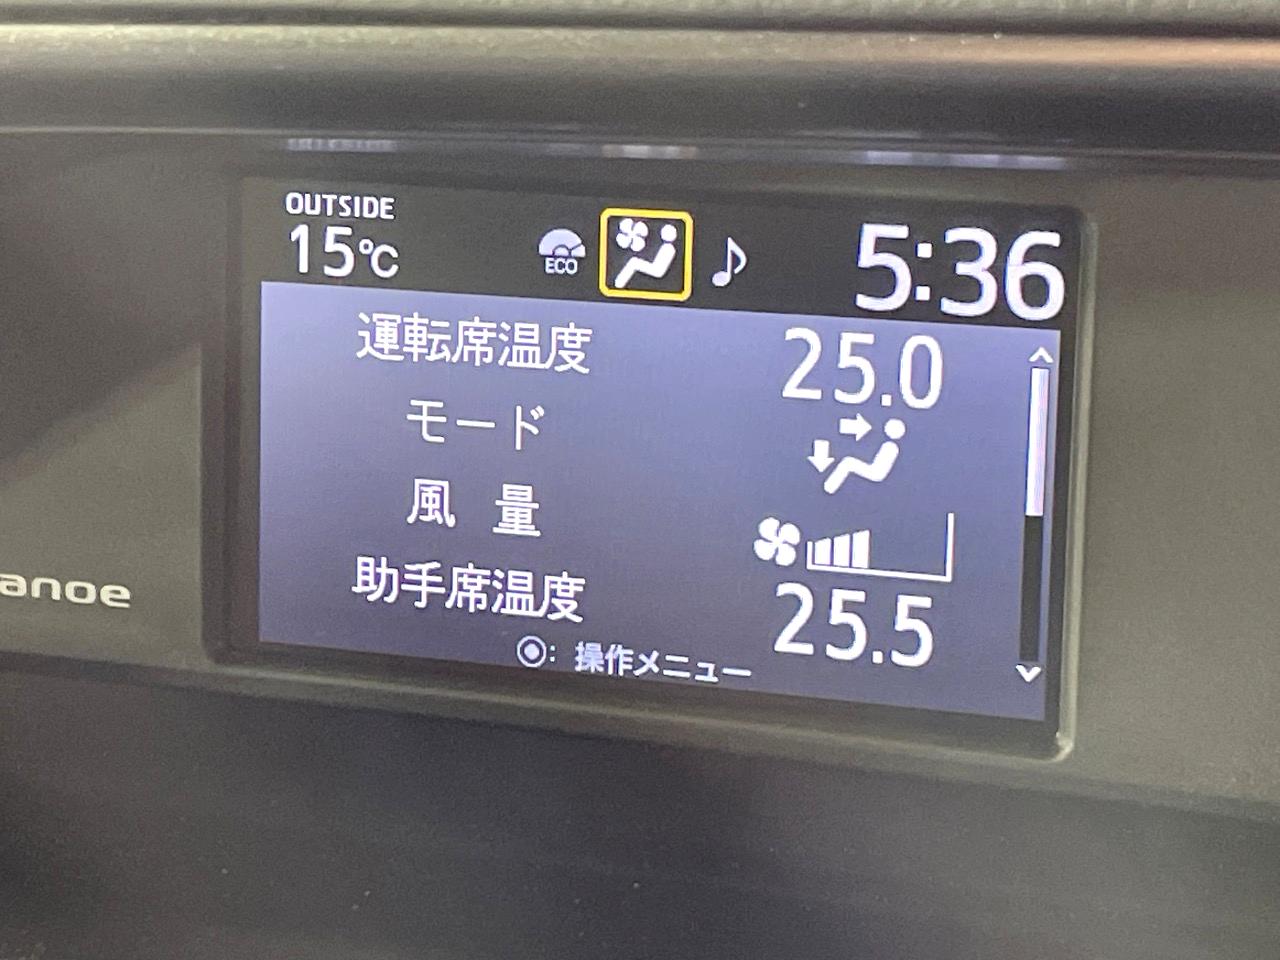 OUTSIDE
15℃
ECO
5:36
運転席温度 25.0
モード
風量
助手席温度 25.5
: 操作メニュー
anoe